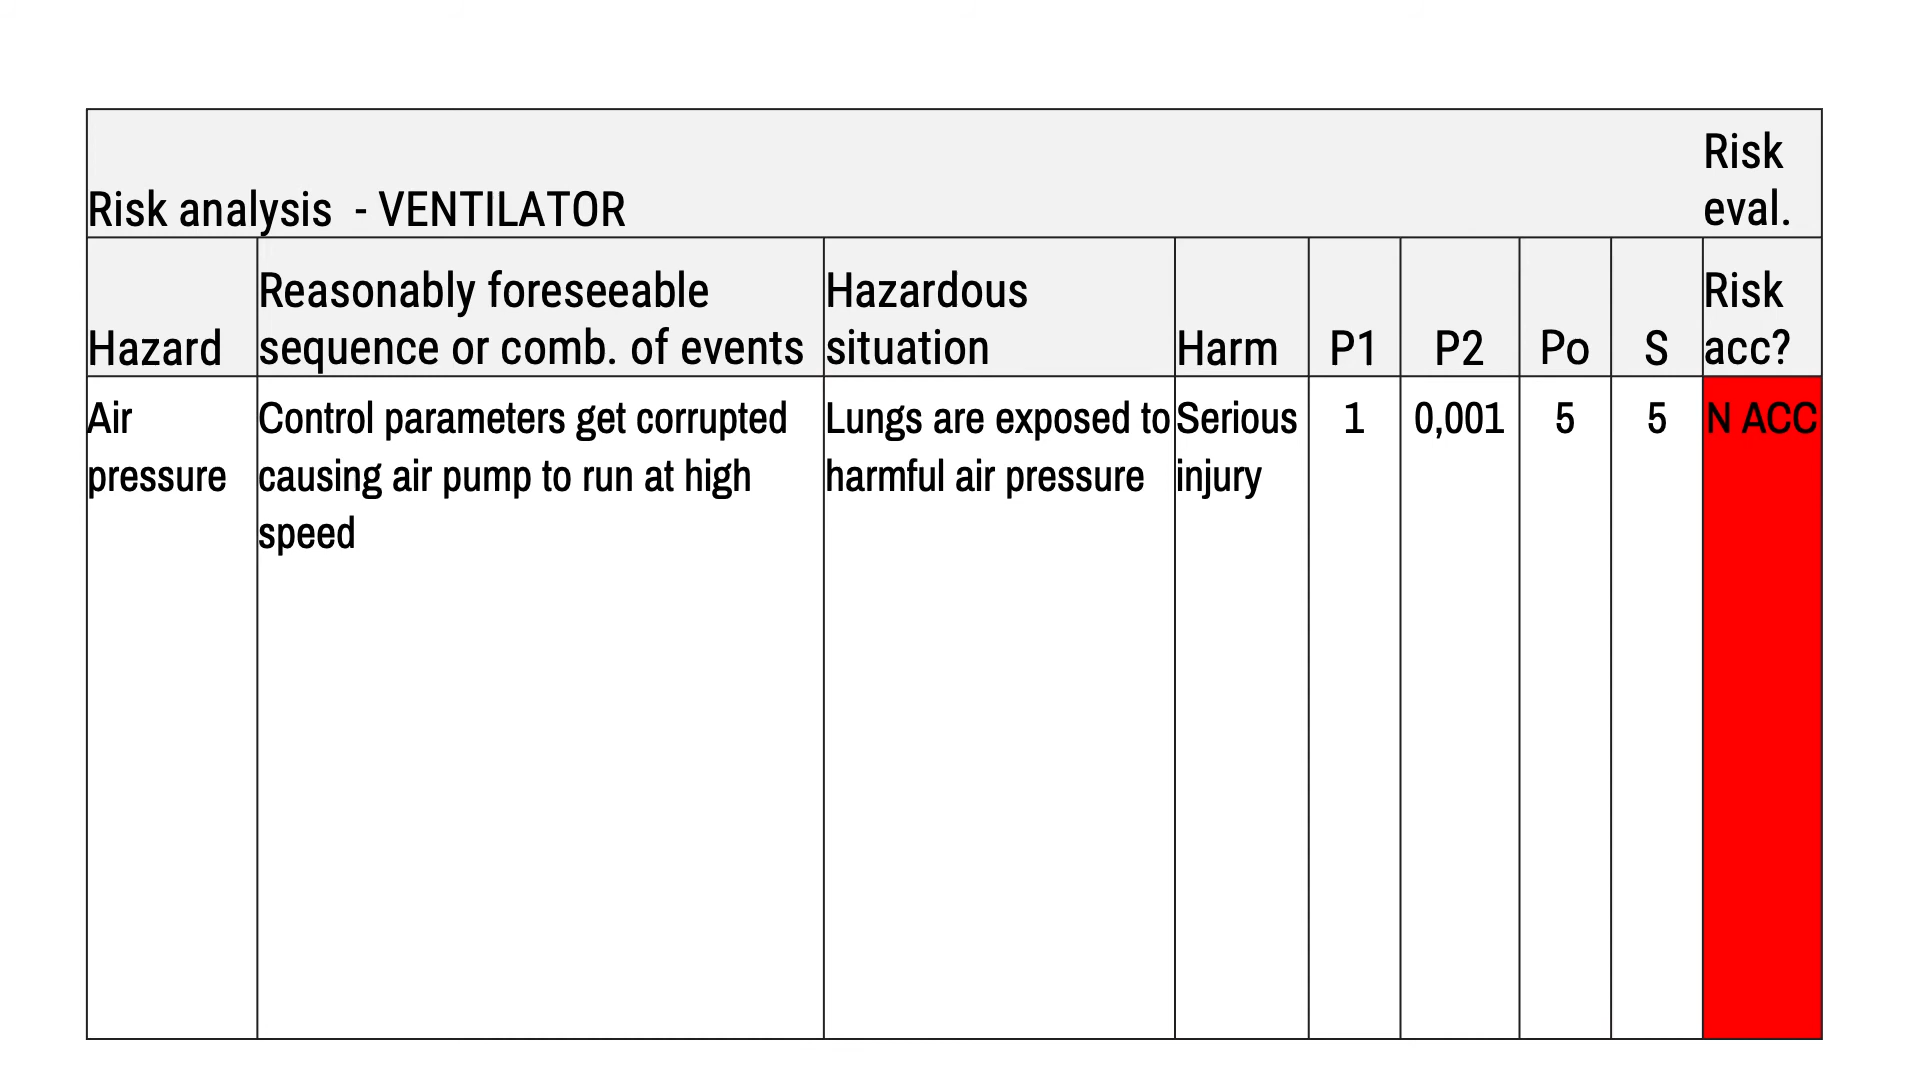 Risk analysis  - VENTILATOR
Risk
eval.
Hazard
Reasonably foreseeable
sequence or comb. of events
Hazardous
situation
Harm
P1
P2
Po
S
Risk
acc?
Air
pressure
Control parameters get corrupted
causing air pump to run at high
speed
Lungs are exposed to
harmful air pressure
Serious
injury
1
0,001
5
5
N ACC